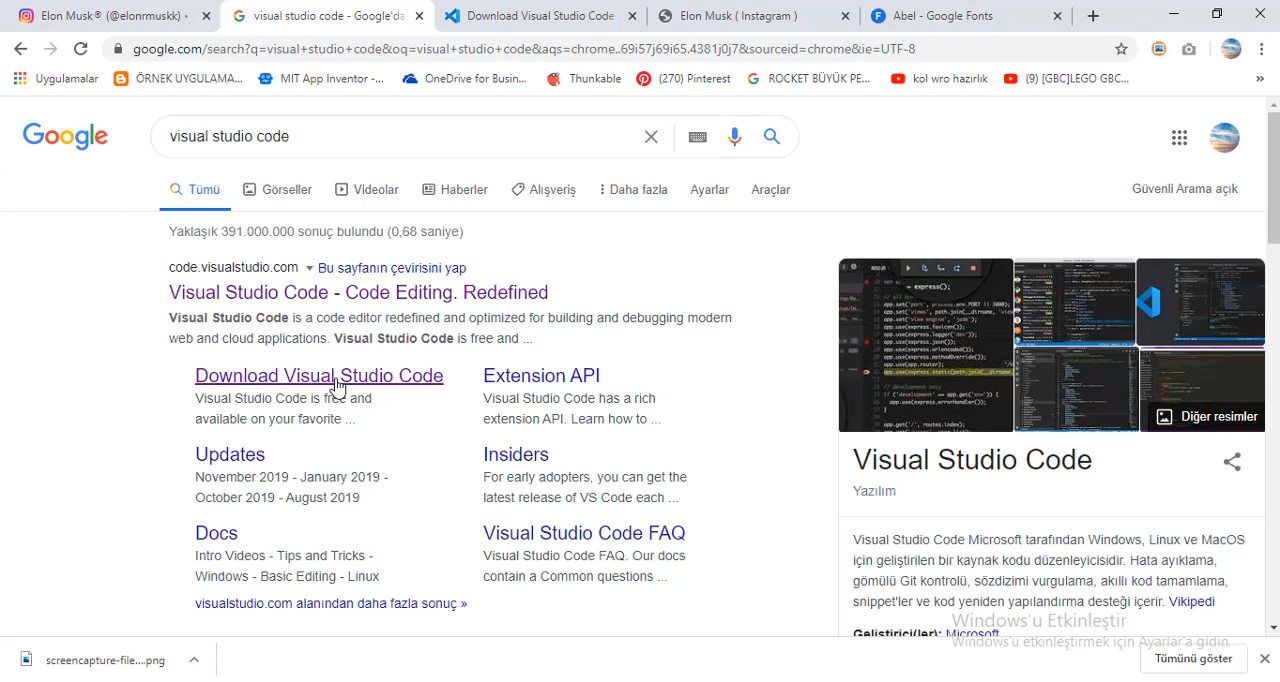 Elon Musk® (@elonrmuskk) •
visual studio code - Google'da
Download Visual Studio Code
Elon Musk ( Instagram )
Abel - Google Fonts
google.com/search?q=visual+studio+code&oq=visual+studio+code&aqs=chrome..69i57j69i65.4381j0j7&sourceid=chrome&ie=UTF-8
Uygulamalar
ÖRNEK UYGULAMA...
MIT App Inventor -...
OneDrive for Busin...
Thunkable
(270) Pinterest
ROCKET BÜYÜK PE...
kol wro hazırlık
(9) [GBC]LEGO GBC...
»
Google
visual studio code
Tümü
Görseller
Videolar
Haberler
Alışveriş
Daha fazla
Ayarlar
Araçlar
Güvenli Arama açık
Yaklaşık 391.000.000 sonuç bulundu (0,68 saniye)
code.visualstudio.com ▾ Bu sayfanın çevirisini yap
Visual Studio Code - Code Editing. Redefined
Visual Studio Code is a code editor redefined and optimized for building and debugging modern
web and cloud applications. Visual Studio Code is free and ...
Download Visual Studio Code
Visual Studio Code is free and
available on your favorite ...
Extension API
Visual Studio Code has a rich
extension API. Learn how to ...
Updates
November 2019 - January 2019 -
October 2019 - August 2019
Insiders
For early adopters, you can get the
latest release of VS Code each ...
Docs
Intro Videos - Tips and Tricks -
Windows - Basic Editing - Linux
Visual Studio Code FAQ
Visual Studio Code FAQ. Our docs
contain a Common questions ...
visualstudio.com alanından daha fazla sonuç »
Diğer resimler
Visual Studio Code
Yazılım
Visual Studio Code Microsoft tarafından Windows, Linux ve MacOS
için geliştirilen bir kaynak kodu düzenleyicisidir. Hata ayıklama,
gömülü Git kontrolü, sözdizimi vurgulama, akıllı kod tamamlama,
snippet'ler ve kod yeniden yapılandırma desteği içerir. Vikipedi
Geliştirici(ler): Microsoft
Windows'u Etkinleştir
Windows'u etkinleştirmek için Ayarlar'a gidin.
screencapture-file....png
Tümünü göster